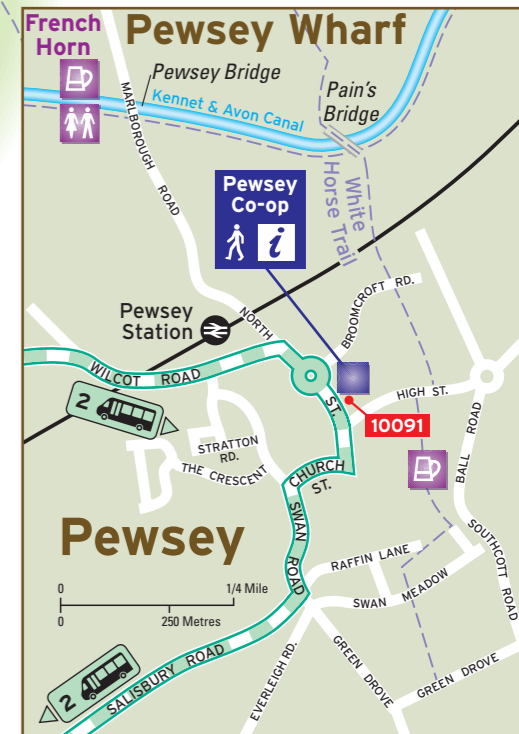 French
Horn
Pewsey Wharf
Pewsey Bridge
Kennet & Avon Canal
Pain's
Bridge
MARLBOROUGH ROAD
White
Horse Trail
Pewsey
Co-op
i
Pewsey
Station
NORTH
ST.
BROOMCROFT RD.
WILCOT ROAD
2
HIGH ST.
10091
STRATTON
RD.
THE CRESCENT
CHURCH
ST.
BALL ROAD
Pewsey
SWAN ROAD
RAFFIN LANE
SWAN MEADOW
SOUTHCOTT ROAD
0
1/4 Mile
0
250 Metres
2
SALISBURY ROAD
EVERLEIGH RD.
GREEN DROVE
GREEN DROVE